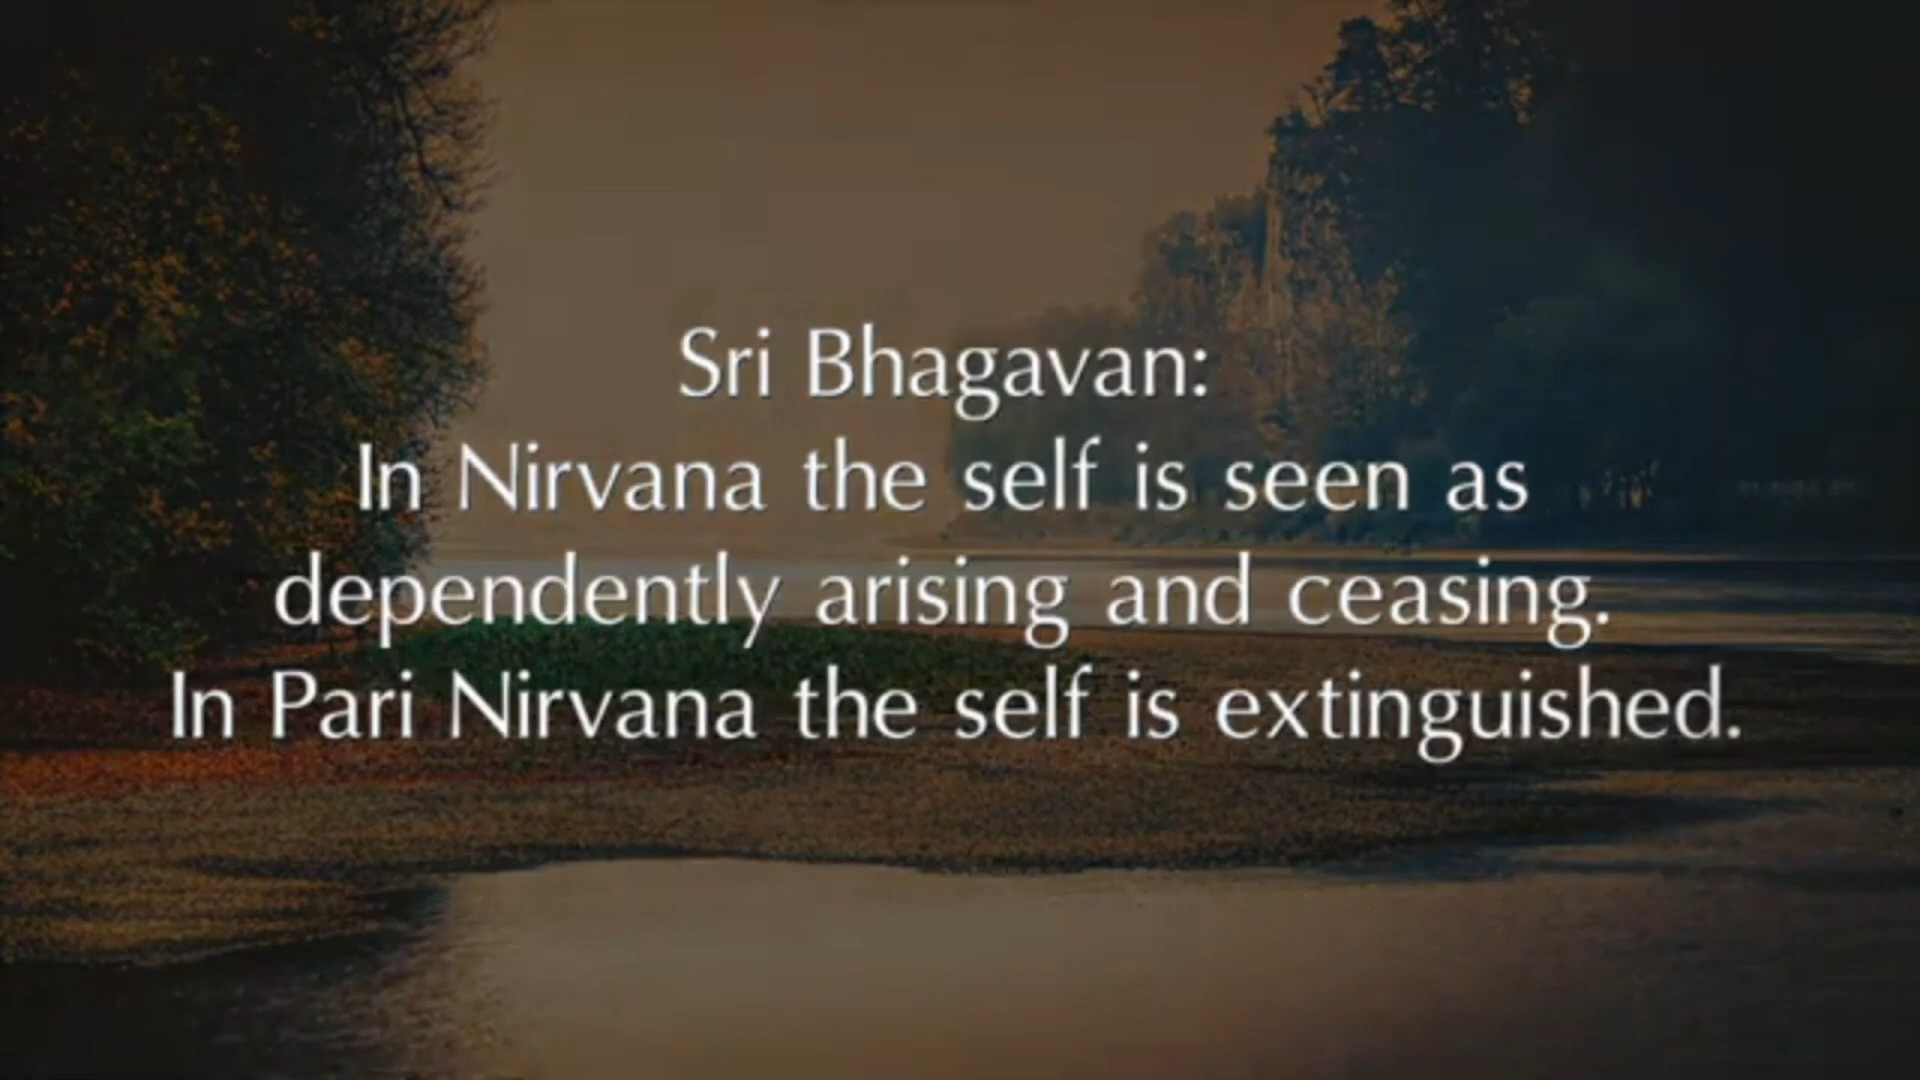 Sri Bhagavan:
In Nirvana the self is seen as
dependently arising and ceasing.
In Pari Nirvana the self is extinguished.